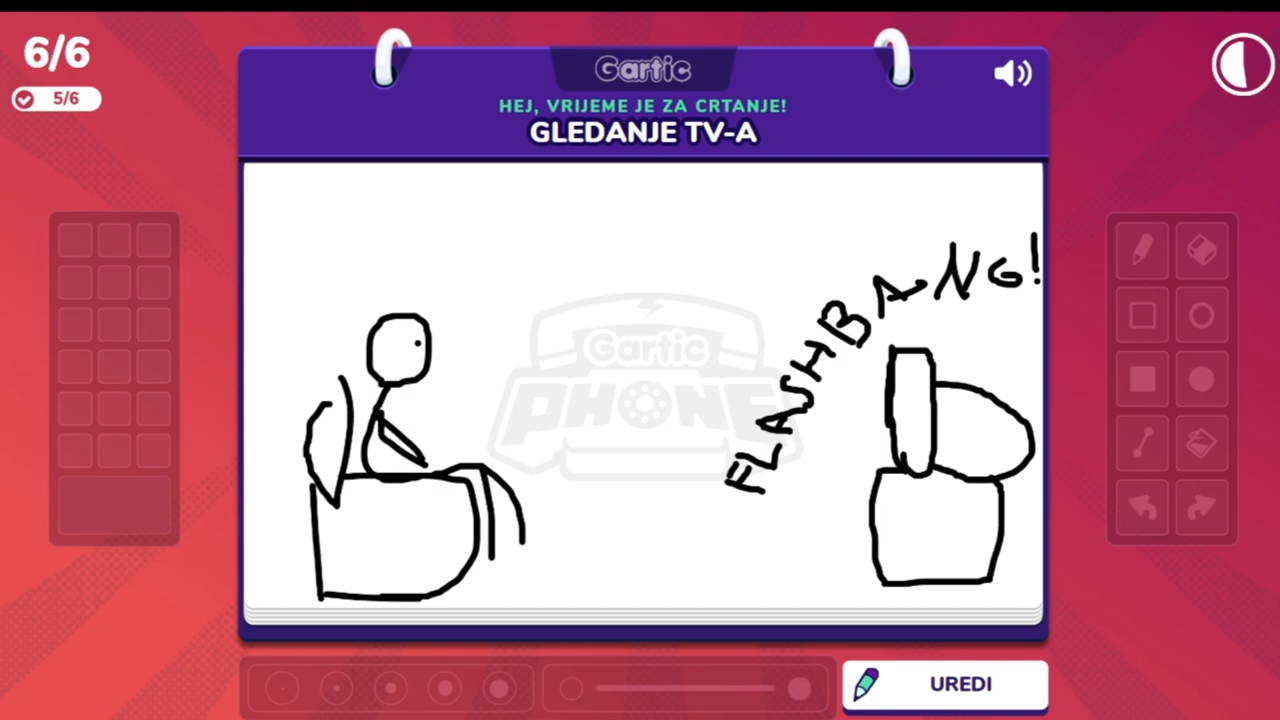 6/6
5/6
Gartic
HEJ, VRIJEME JE ZA CRTANJE!
GLEDANJE TV-A
FLASHBANG!
Gartic
PHONE
UREDI